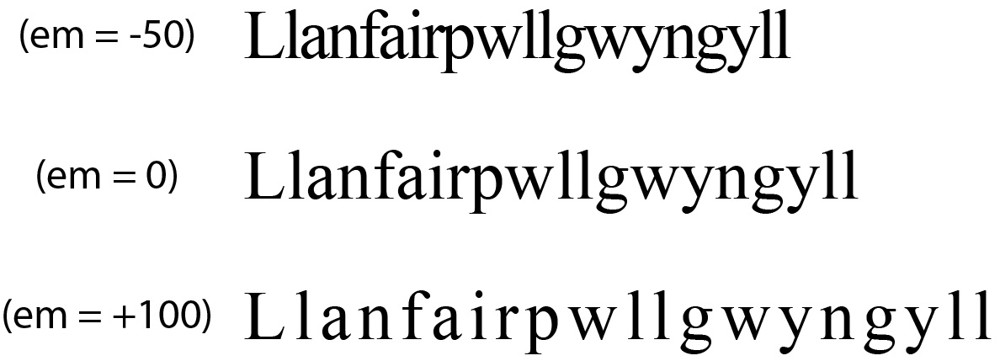 (em = -50) Llanfairpwllgwyngyll
(em = 0) Llanfairpwllgwyngyll
(em = +100) Llanfairpwllgwyngyll